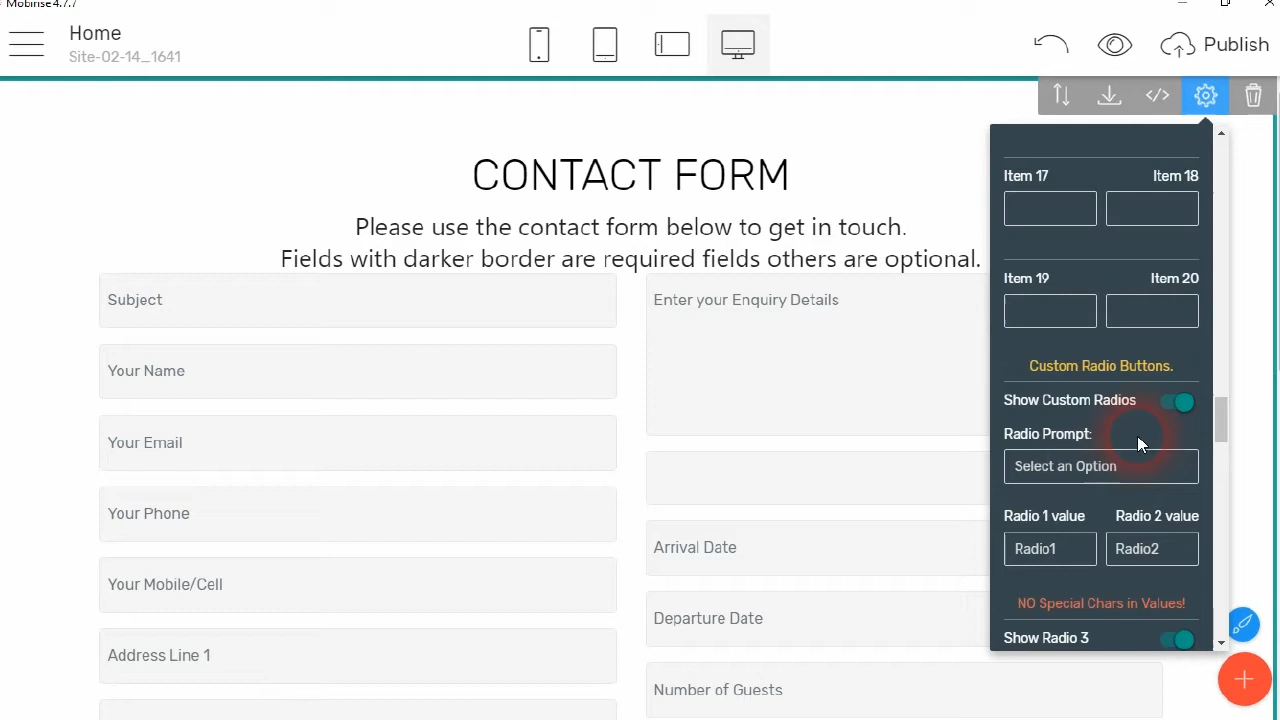 Mobirise 4.7.7
Home
Site-02-14_1641
Publish
CONTACT FORM
Please use the contact form below to get in touch.
Fields with darker border are required fields others are optional.
Subject
Your Name
Your Email
Your Phone
Your Mobile/Cell
Address Line 1
Enter your Enquiry Details
Arrival Date
Departure Date
Number of Guests
Item 17 Item 18
Item 19 Item 20
Custom Radio Buttons.
Show Custom Radios
Radio Prompt:
Select an Option
Radio 1 value Radio 2 value
Radio1 Radio2
NO Special Chars in Values!
Show Radio 3